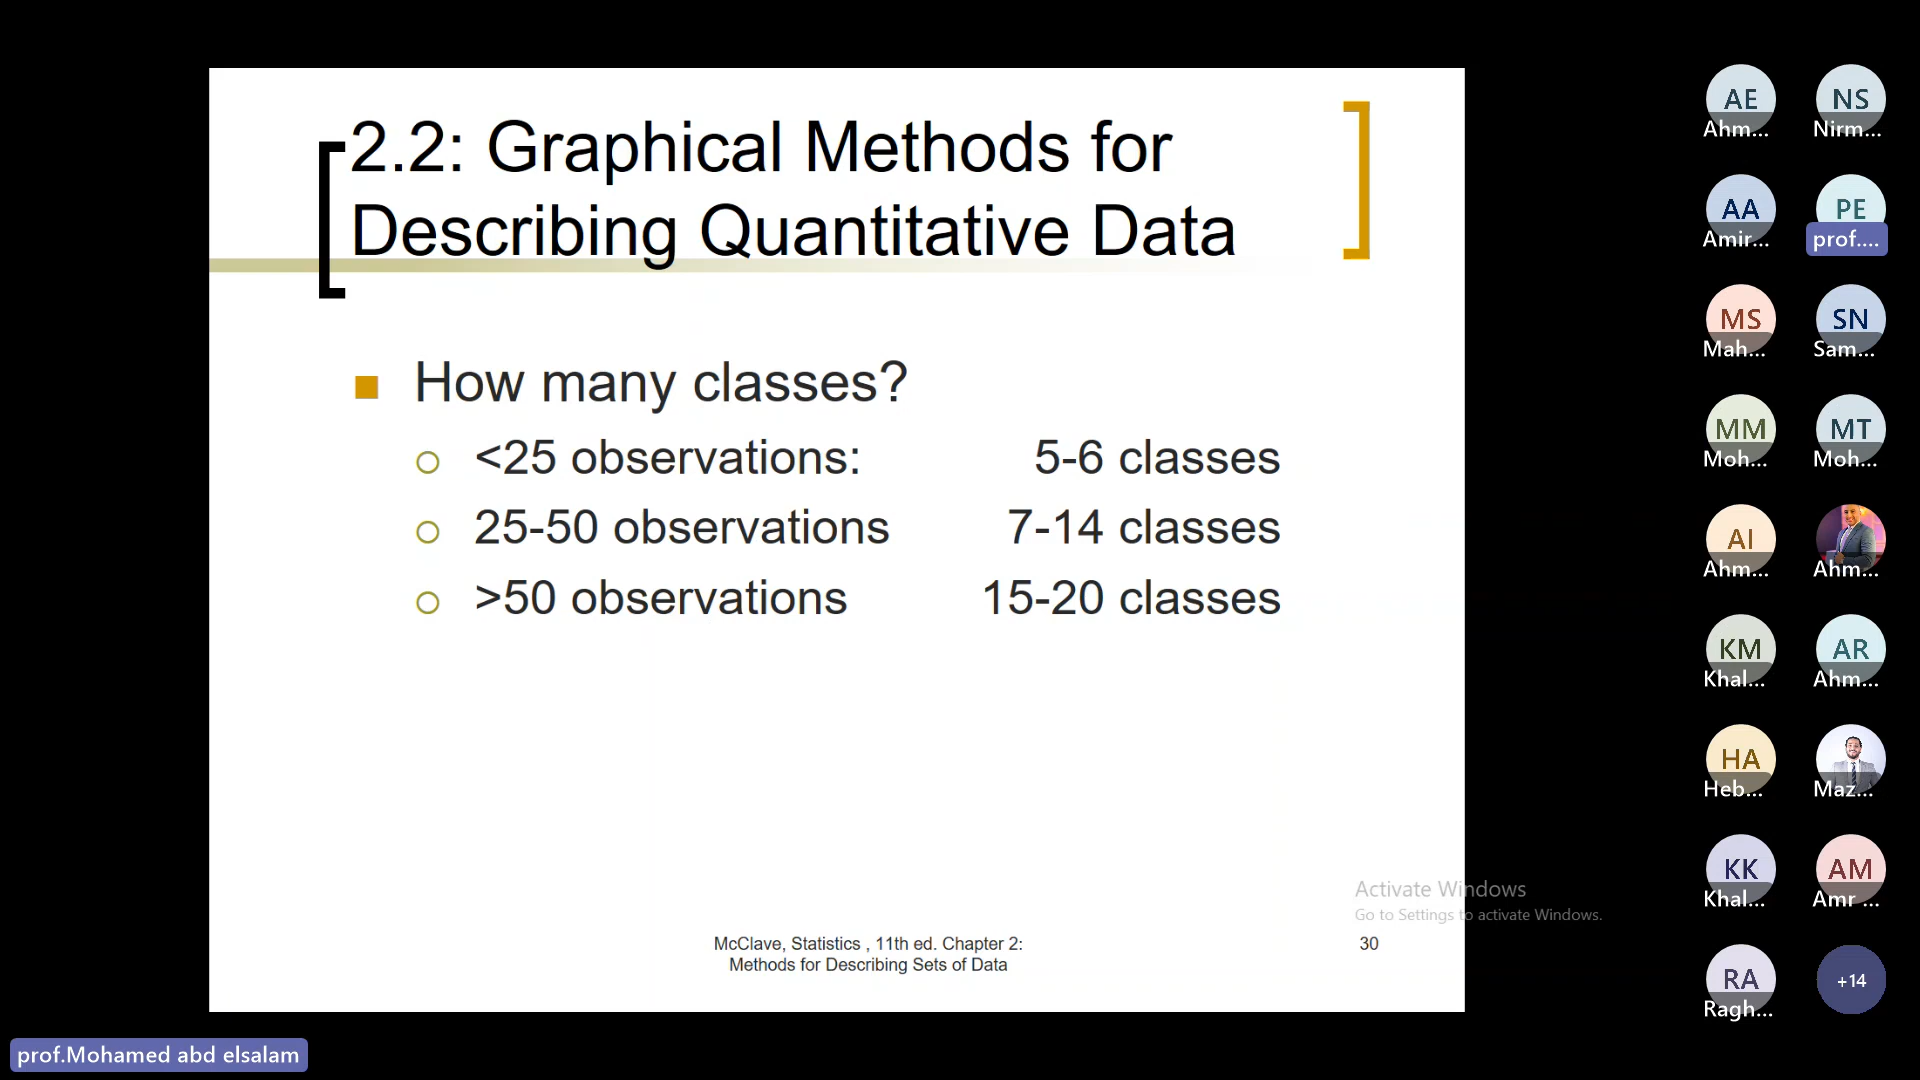 2.2: Graphical Methods for
Describing Quantitative Data
How many classes?
<25 observations: 5-6 classes
25-50 observations 7-14 classes
>50 observations 15-20 classes
McClave, Statistics , 11th ed. Chapter 2:
Methods for Describing Sets of Data
30
Activate Windows
Go to Settings to activate Windows.
AE
Ahm...
NS
Nirm...
AA
Amir...
PE
prof....
MS
Mah...
SN
Sam...
MM
Moh...
MT
Moh...
AI
Ahm...
Ahm...
KM
Khal...
AR
Ahm...
HA
Heb...
Maz...
KK
Khal...
AM
Amr ...
RA
Ragh...
+14
prof.Mohamed abd elsalam